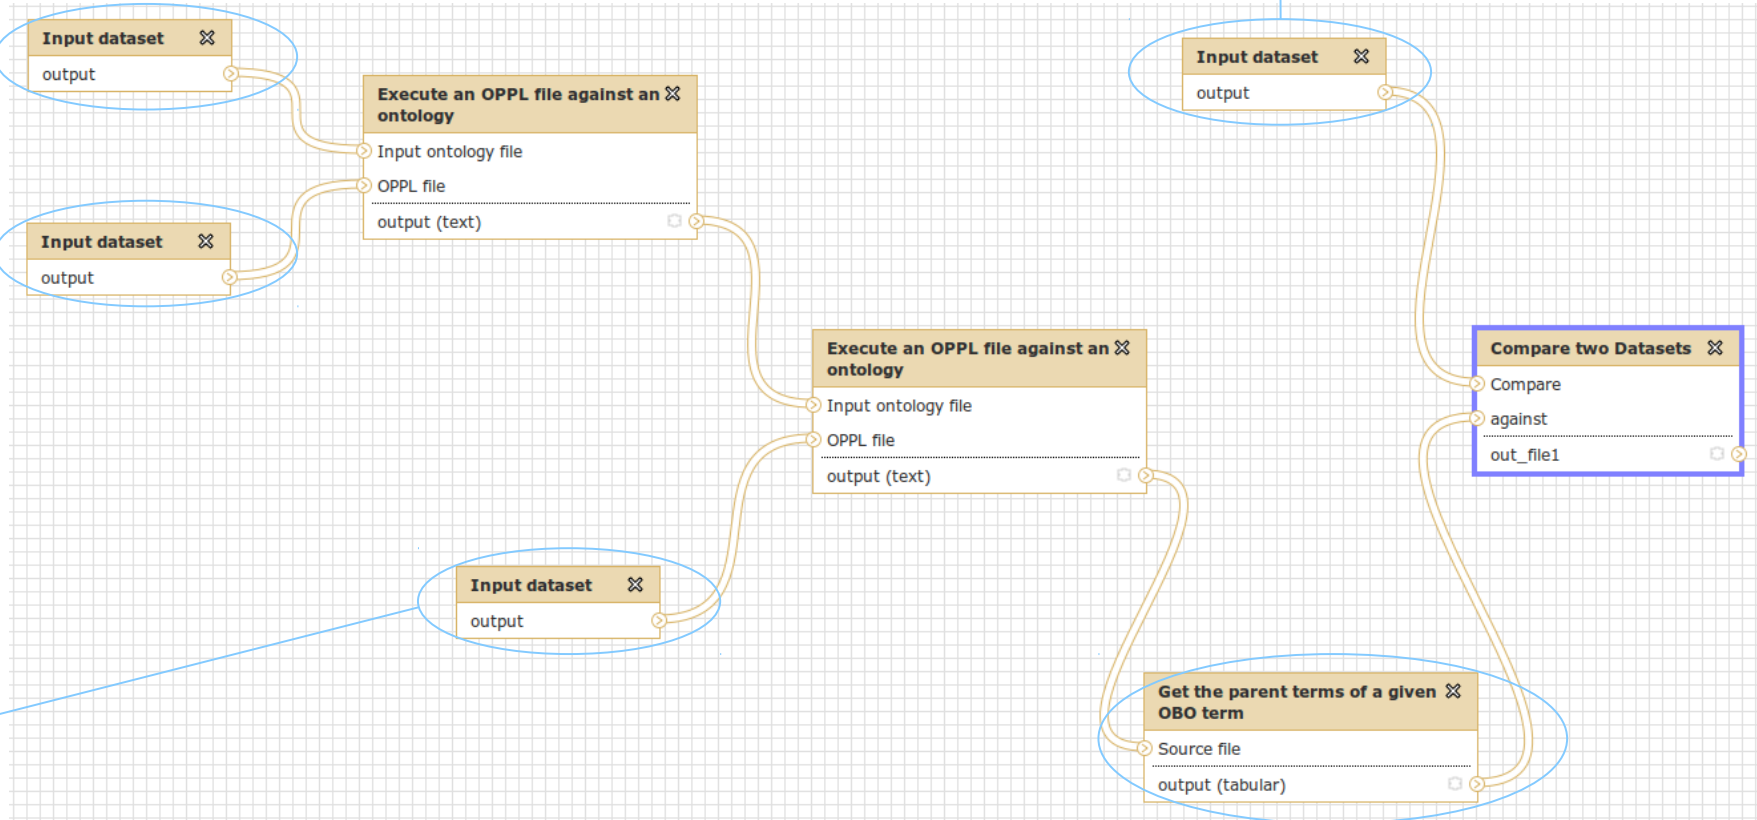 Input dataset
output
Input dataset
output
Execute an OPPL file against an
ontology
Input ontology file
OPPL file
output (text)
Input dataset
output
Execute an OPPL file against an
ontology
Input ontology file
OPPL file
output (text)
Input dataset
output
Compare two Datasets
Compare
against
out_file1
Get the parent terms of a given
OBO term
Source file
output (tabular)